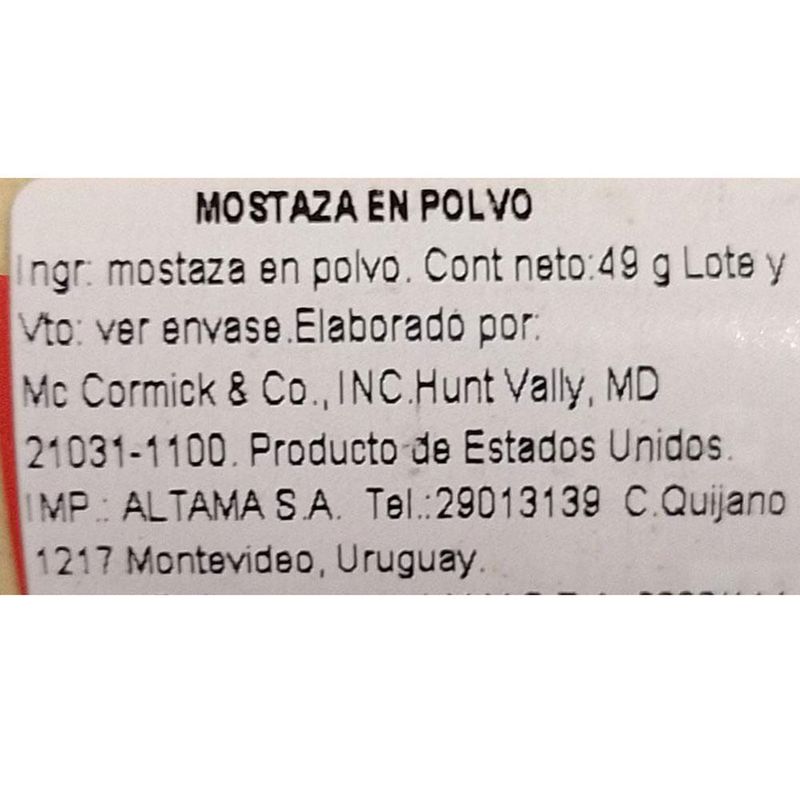 MOSTAZA EN POLVO
Ingr: mostaza en polvo. Cont neto:49 g Lote y
Vto: ver envase.Elaborado por:
Mc Cormick & Co.,INC.Hunt Vally, MD
21031-1100. Producto de Estados Unidos.
IMP.: ALTAMA S.A. Tel.:29013139 C.Quijano
1217 Montevideo, Uruguay.